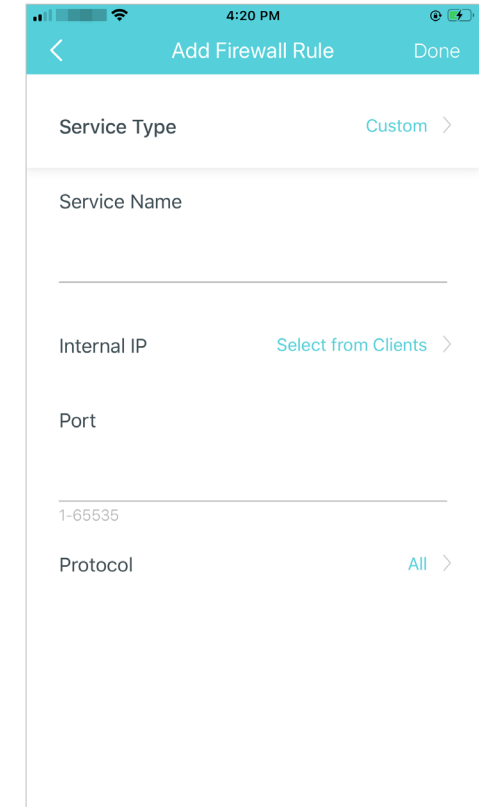 4:20 PM
Add Firewall Rule Done
Service Type Custom
Service Name
Internal IP Select from Clients
Port
1-65535
Protocol All